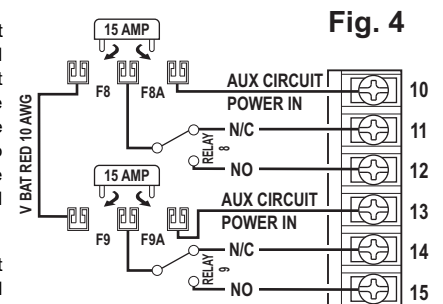 Fig. 4
15 AMP
F8
F8A
AUX CIRCUIT
POWER IN
10
N/C
11
RELAY
8
NO
12
V BAT RED 10 AWG
15 AMP
F9
F9A
AUX CIRCUIT
POWER IN
13
N/C
14
RELAY
9
NO
15